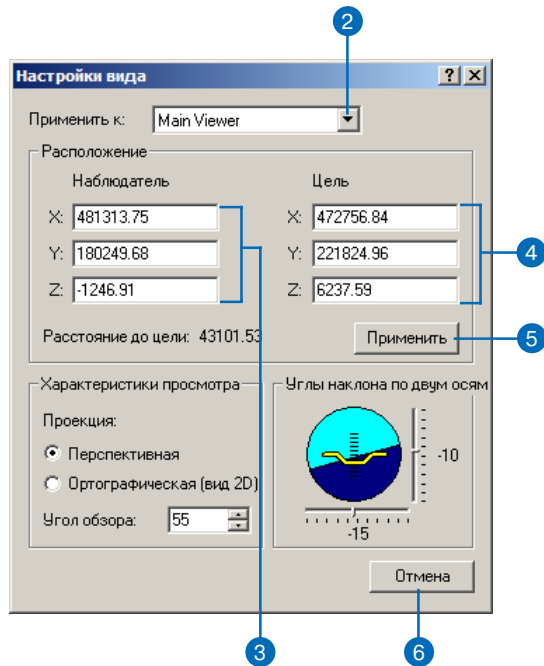 2
Настройки вида
Применить к: Main Viewer
Расположение
Наблюдатель Цель
X: 481313.75 X: 472756.84
Y: 180249.68 Y: 221824.96
Z: -1246.91 Z: 6237.59
4
Расстояние до цели: 43101.53 Применить
5
Характеристики просмотра Углы наклона по двум осям
Проекция:
Перспективная
Ортографическая (вид 2D)
Угол обзора: 55
-10
-15
Отмена
3 6